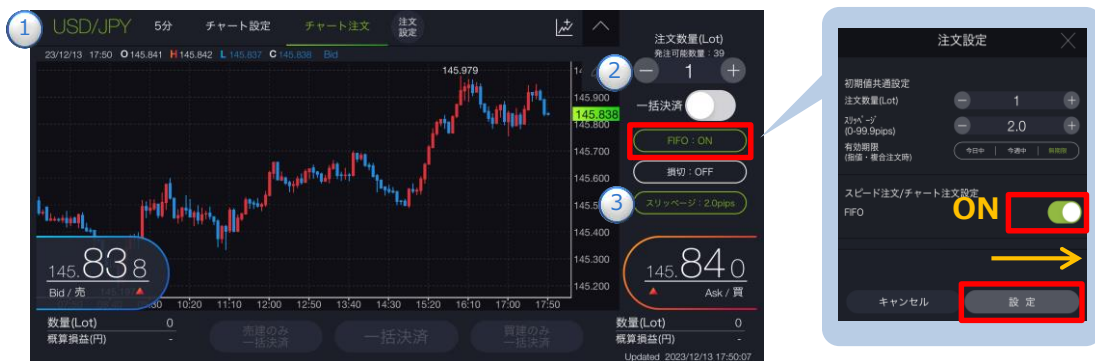 1
USD/JPY 5分 チャート設定 チャート注文 注文設定
23/12/13 17:50 O 145.841 H 145.842 L 145.837 C 145.838 Bid
145.979
145.900
145.838
145.800
145.700
145.600
145.400
145.300
145.200
注文数量(Lot)
発注可能数量：39
2
1
一括決済
FIFO：ON
損切：OFF
3
スリッページ：2.0pips
145.838
Bid / 売
145.840
Ask / 買
10:20 11:10 12:00 12:50 13:40 14:30 15:20 16:10 17:00 17:50
数量(Lot) 0
概算損益(円) -
売建のみ
一括決済
一括決済
買建のみ
一括決済
数量(Lot) 0
概算損益(円) -
Updated 2023/12/13 17:50:07
注文設定
初期値共通設定
注文数量(Lot) 1
スリッページ
(0-99.9pips) 2.0
有効期限
(指値・複合注文時) 今日中 今週中 無期限
スピード注文/チャート注文設定
FIFO
ON
キャンセル 設 定